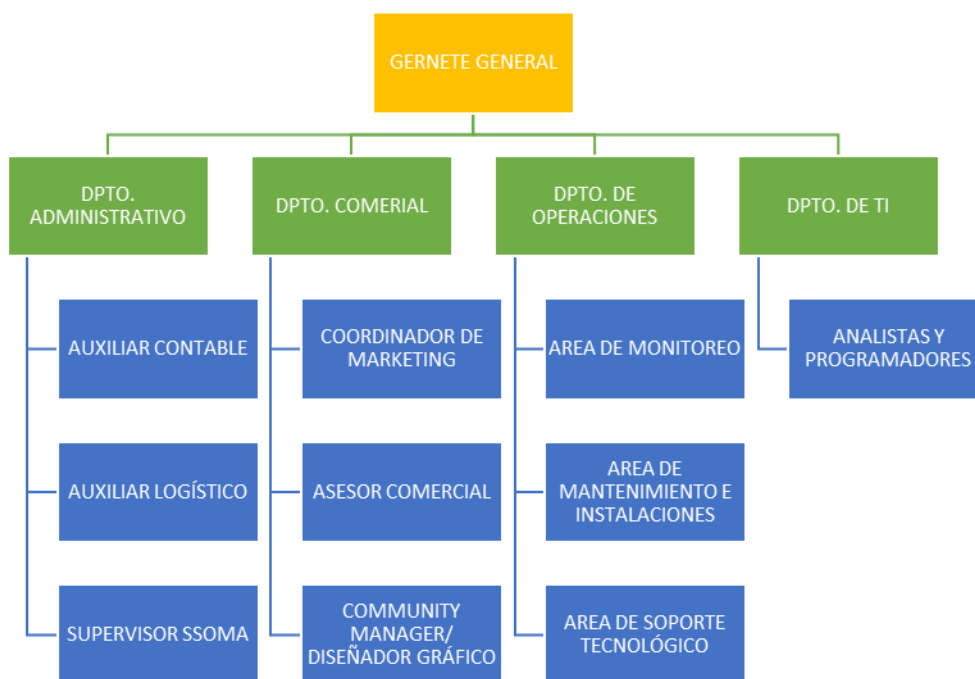 GERNETE GENERAL
DPTO.
ADMINISTRATIVO
DPTO. COMERIAL
DPTO. DE
OPERACIONES
DPTO. DE TI
AUXILIAR CONTABLE
COORDINADOR DE
MARKETING
AREA DE MONITOREO
ANALISTAS Y
PROGRAMADORES
AUXILIAR LOGÍSTICO
ASESOR COMERCIAL
AREA DE
MANTENIMIENTO E
INSTALACIONES
SUPERVISOR SSOMA
COMMUNITY
MANAGER/
DISEÑADOR GRÁFICO
AREA DE SOPORTE
TECNOLÓGICO